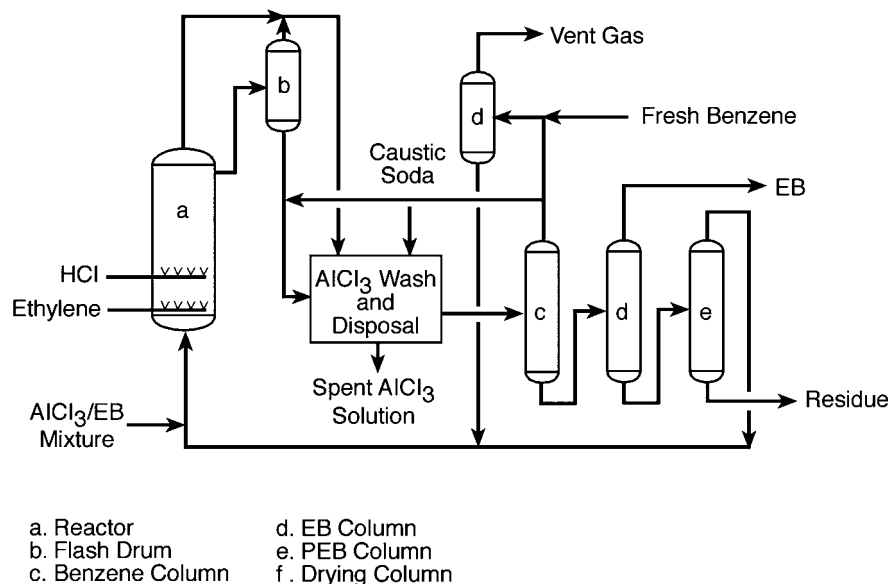 Vent Gas
b
d
Fresh Benzene
Caustic
Soda
EB
a
HCl
AlCl3 Wash
and
Disposal
c
d
e
Ethylene
Spent AlCl3
Solution
Residue
AlCl3/EB
Mixture
a. Reactor
b. Flash Drum
c. Benzene Column
d. EB Column
e. PEB Column
f . Drying Column